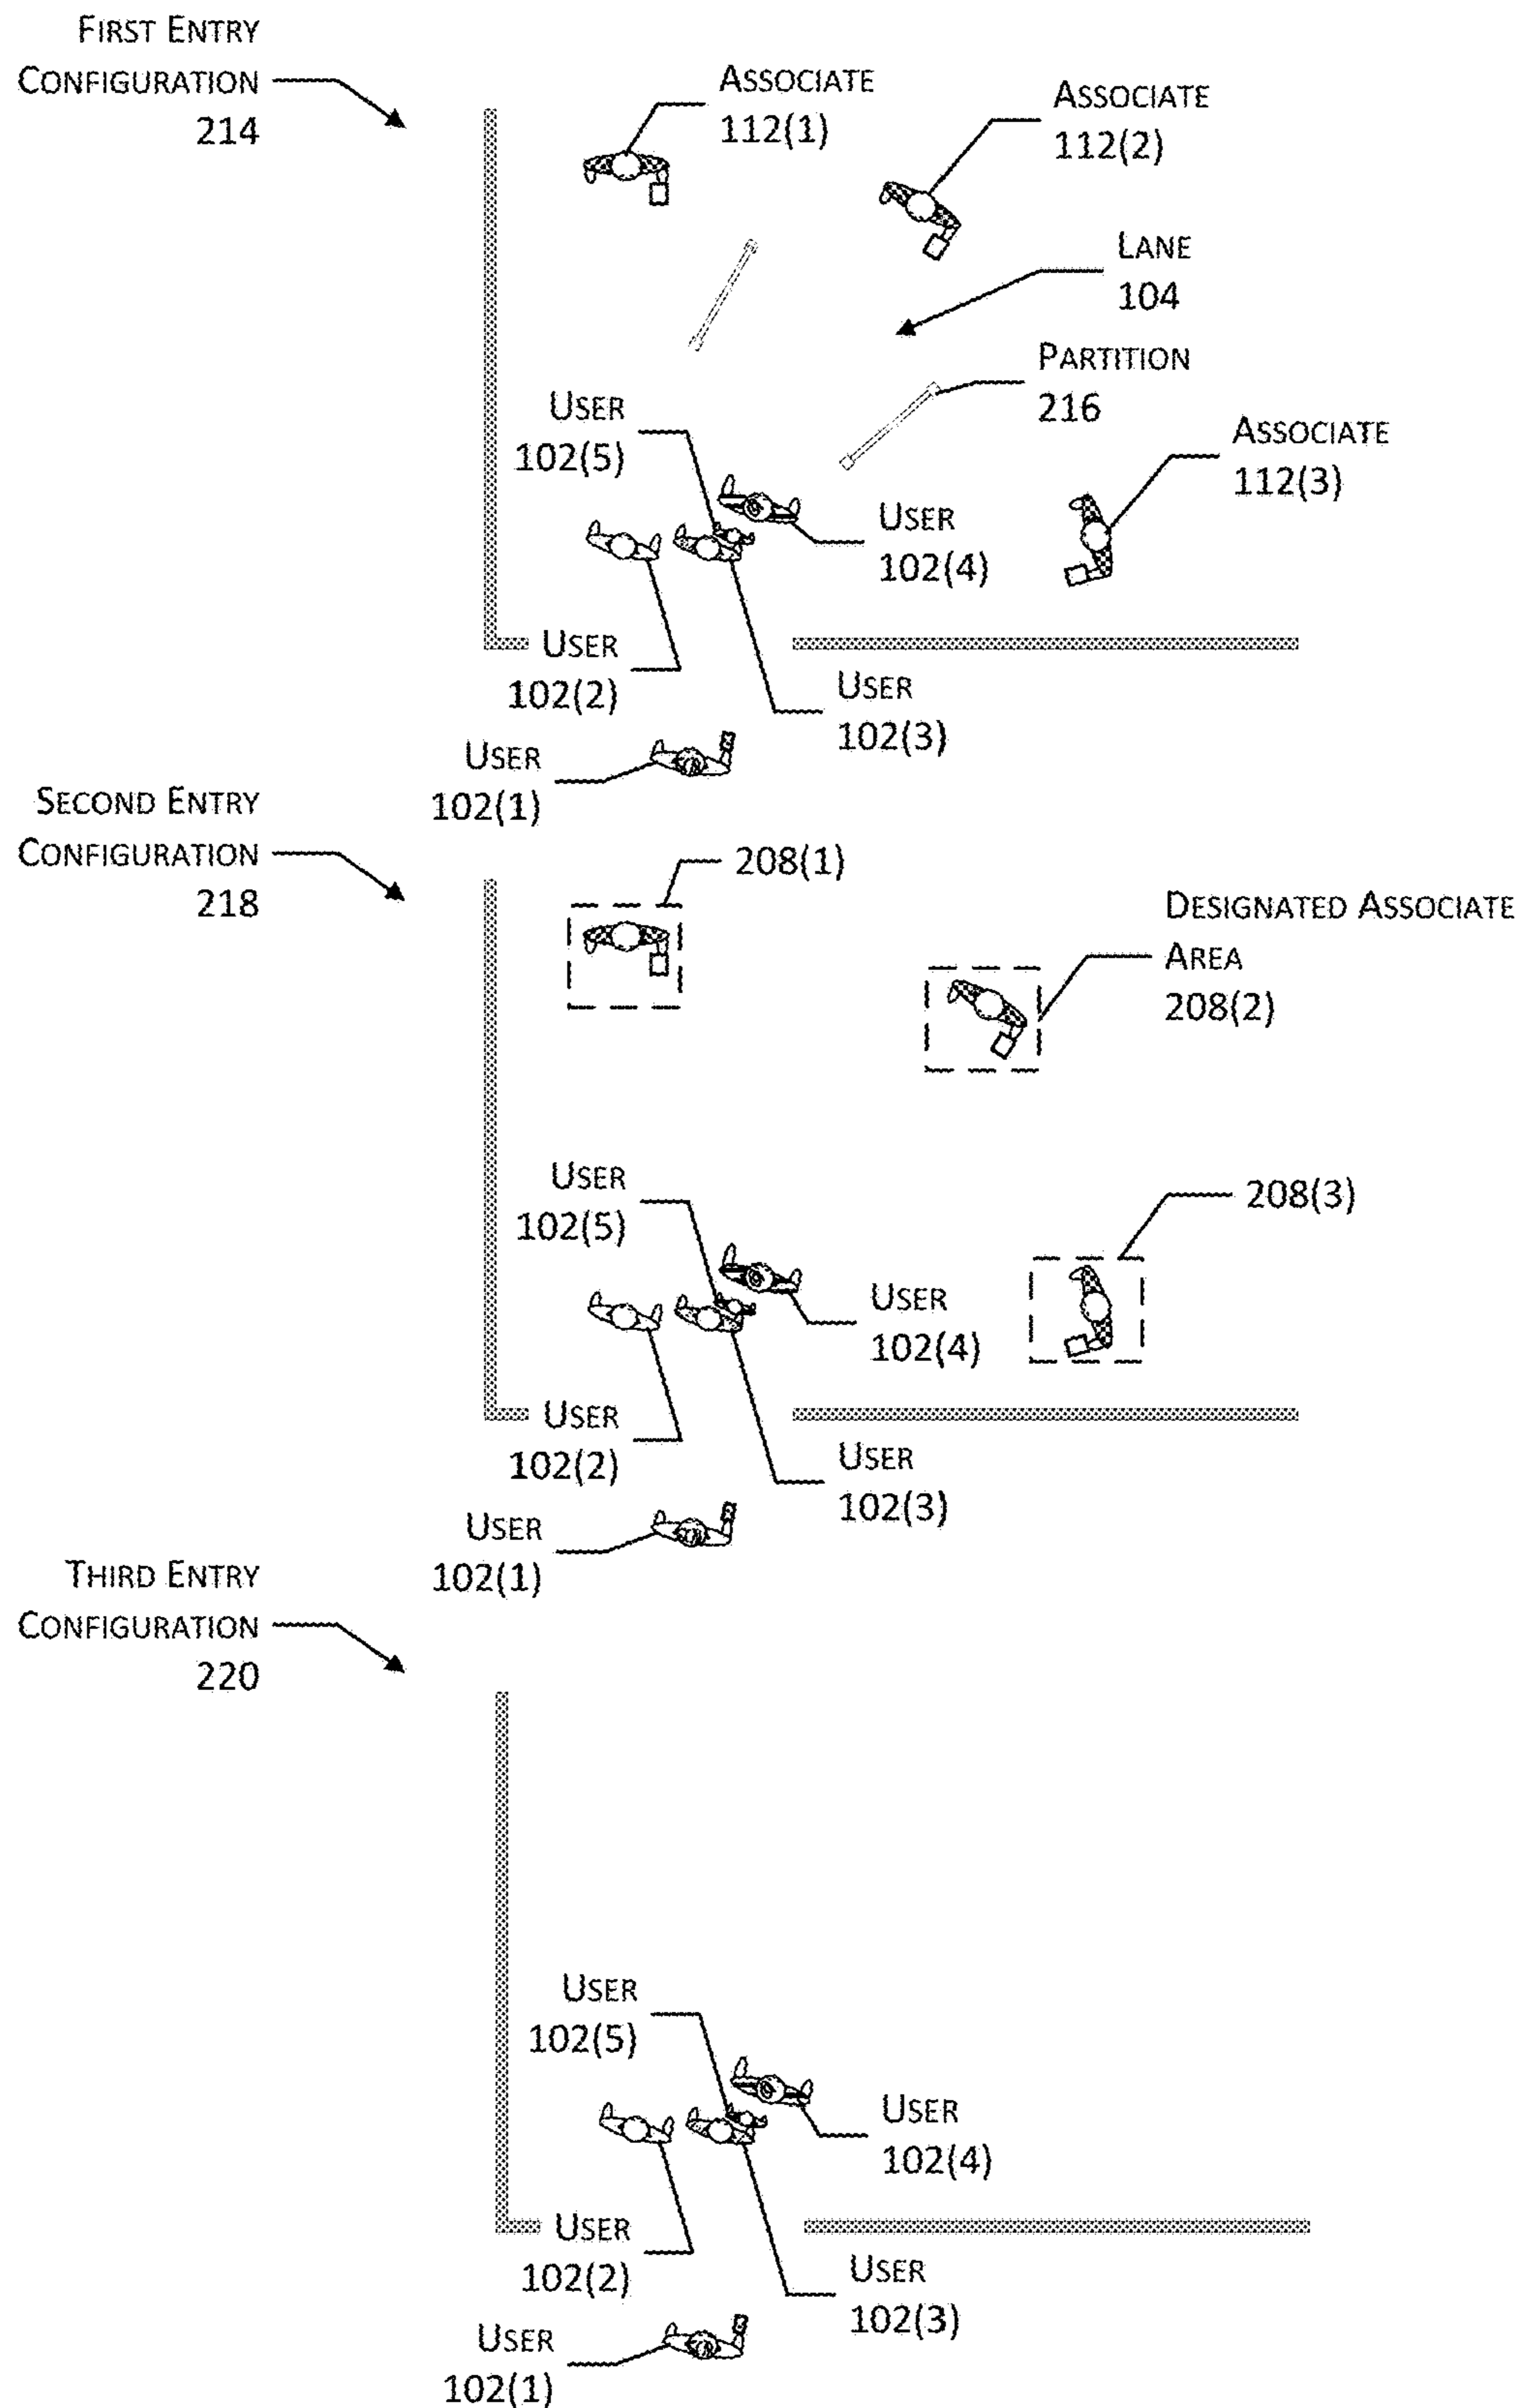 FIRST ENTRY
CONFIGURATION
214
ASSOCIATE
112(1)
ASSOCIATE
112(2)
LANE
104
PARTITION
216
USER
102(5)
ASSOCIATE
112(3)
USER
102(4)
USER
102(2)
USER
102(3)
USER
102(1)
SECOND ENTRY
CONFIGURATION
218
208(1)
DESIGNATED ASSOCIATE
AREA
208(2)
USER
102(5)
208(3)
USER
102(4)
USER
102(2)
USER
102(3)
USER
102(1)
THIRD ENTRY
CONFIGURATION
220
USER
102(5)
USER
102(4)
USER
102(2)
USER
102(3)
USER
102(1)